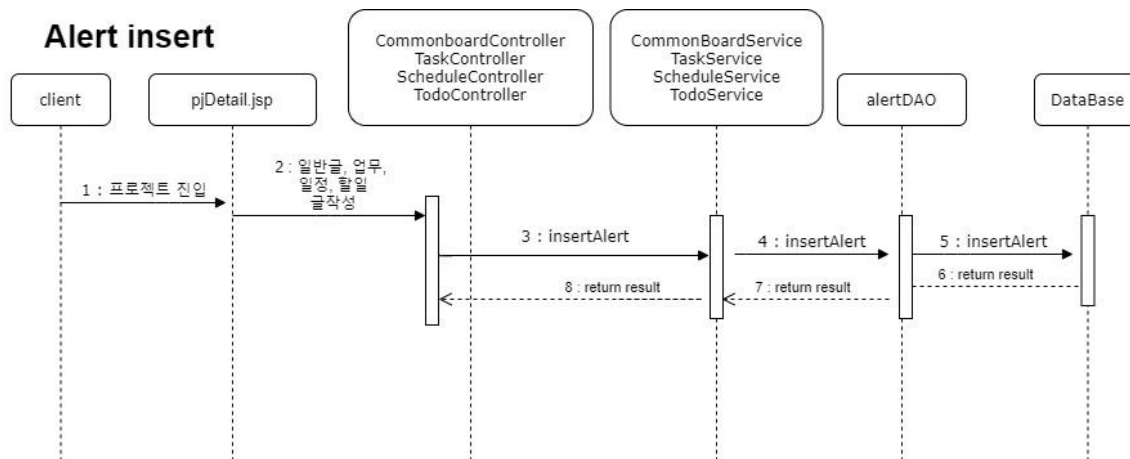 Alert insert
client
pjDetail.jsp
CommonboardController
TaskController
ScheduleController
TodoController
CommonBoardService
TaskService
ScheduleService
TodoService
alertDAO
DataBase
1 : 프로젝트 진입
2 : 일반글, 업무,
일정, 할일
글작성
3 : insertAlert
4 : insertAlert
5 : insertAlert
6 : return result
7 : return result
8 : return result